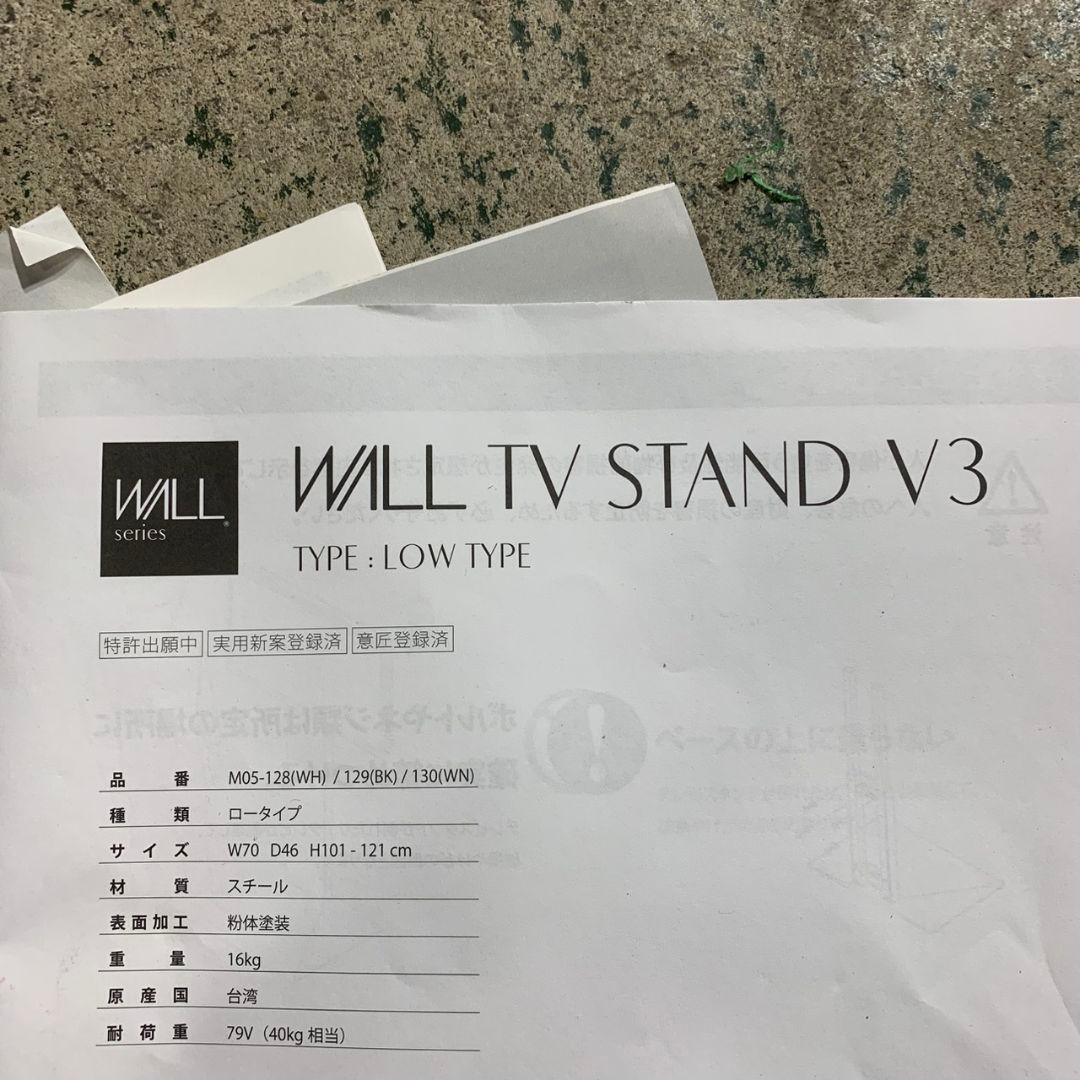 WALL
series
WALL TV STAND V3
TYPE : LOW TYPE
特許出願中 実用新案登録済 意匠登録済
品番 M05-128(WH) / 129(BK) / 130(WN)
種類 ロータイプ
サイズ W70 D46 H101 - 121 cm
材質 スチール
表面加工 粉体塗装
重量 16kg
原産国 台湾
耐荷重 79V（40kg 相当）